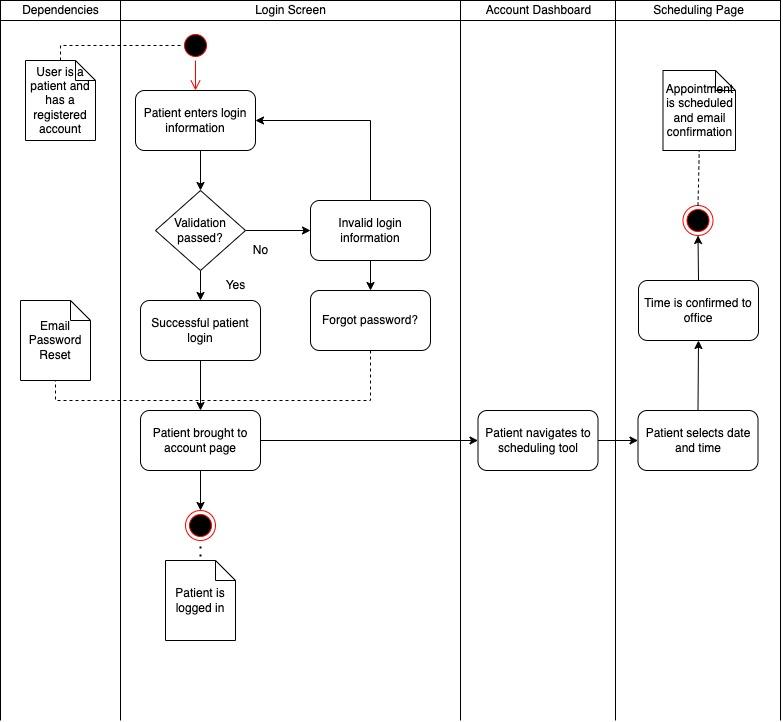 Dependencies
Login Screen
Account Dashboard
Scheduling Page
User is a
patient and
has a
registered
account
Patient enters login
information
Validation
passed?
No
Yes
Invalid login
information
Forgot password?
Successful patient
login
Email
Password
Reset
Patient brought to
account page
Patient is
logged in
Patient navigates to
scheduling tool
Patient selects date
and time
Time is confirmed to
office
Appointment
is scheduled
and email
confirmation